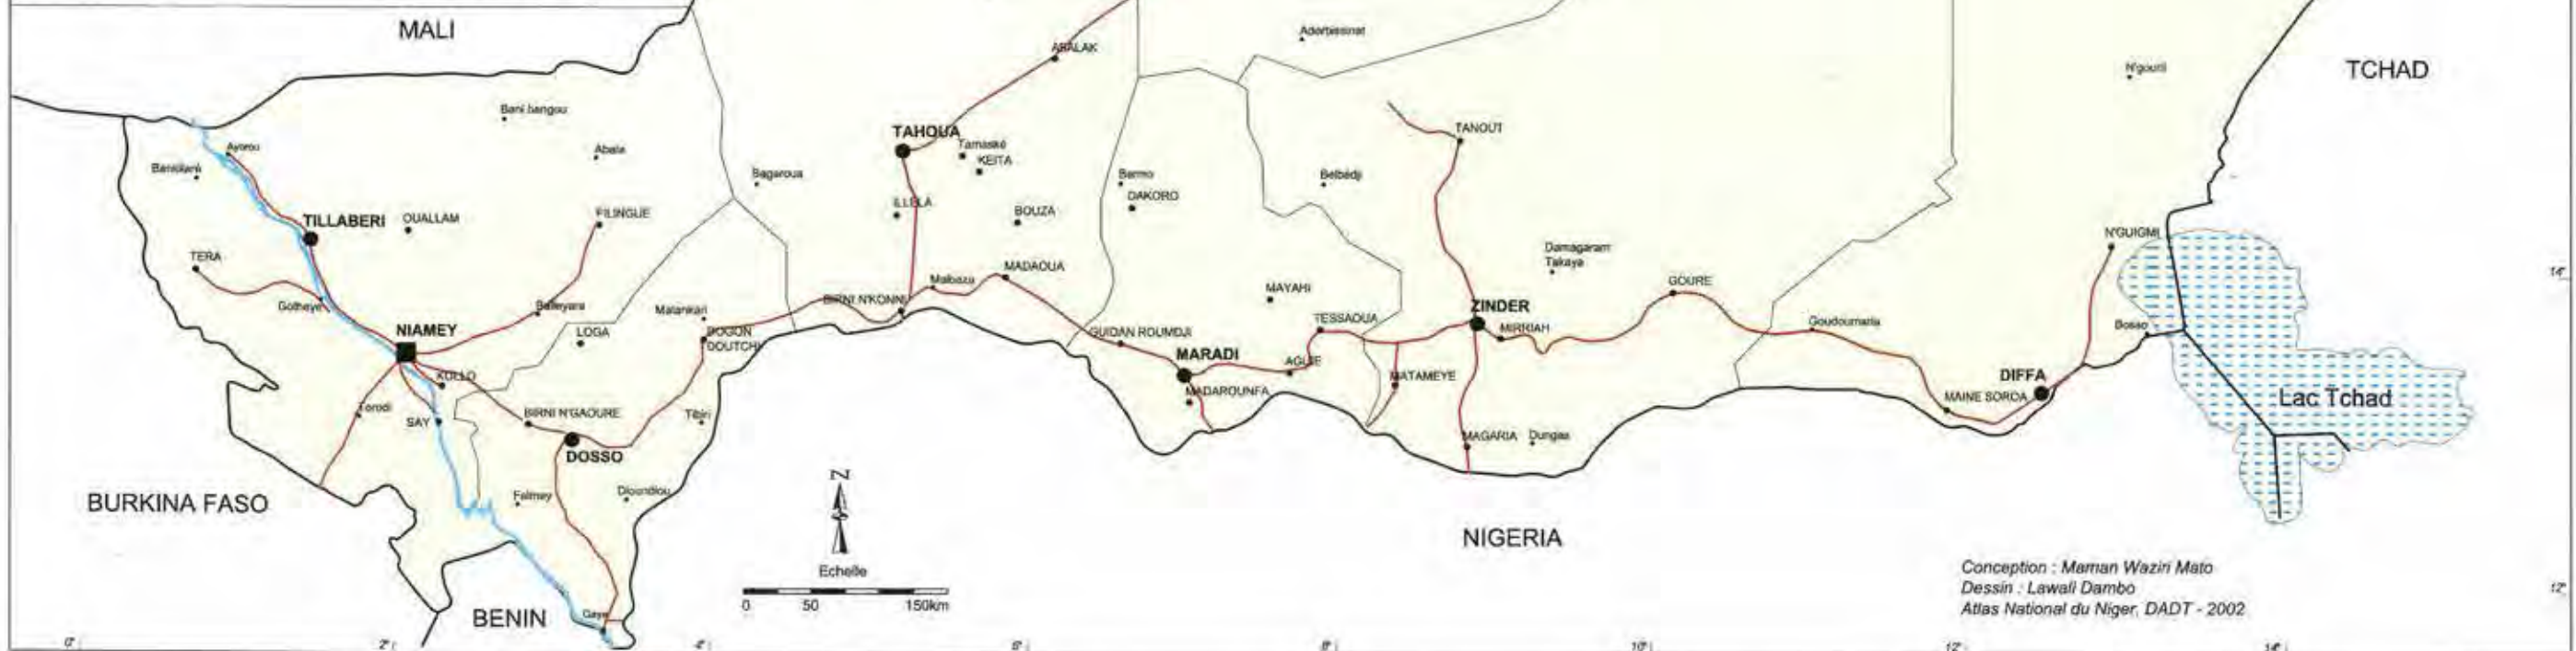 MALI
Aderbissinat
ABALAK
N'gourti
TCHAD
Bani bangou
TAHOUA
Tamaské
KEITA
TANOUT
Ayorou
Abala
Bankilaré
Bagaroua
Bermo
DAKORO
Belbédji
TILLABERI
OUALLAM
FILINGUE
ILLELA
BOUZA
N'GUIGMI
TERA
Damagaram
Takaya
MADAOUA
Malbaza
GOURE
14°
Gotheye
Balleyara
BIRNI N'KONNI
MAYAHI
Matankari
ZINDER
NIAMEY
LOGA
DOGON
DOUTCHI
TESSAOUA
MIRRIAH
Goudoumaria
Bosso
GUIDAN ROUMDJI
MARADI
AGUIE
KOLLO
MATAMEYE
DIFFA
MADAROUNFA
MAINE SOROA
Lac Tchad
Torodi
SAY
BIRNI N'GAOURE
Tibiri
MAGARIA
Dungas
DOSSO
BURKINA FASO
Falmey
Dioundiou
N
NIGERIA
Echelle
0 50 150km
Conception : Maman Waziri Mato
Dessin : Lawali Dambo
Atlas National du Niger, DADT - 2002
12°
BENIN
Gaya
0° 2° 4° 6° 8° 10° 12° 14°